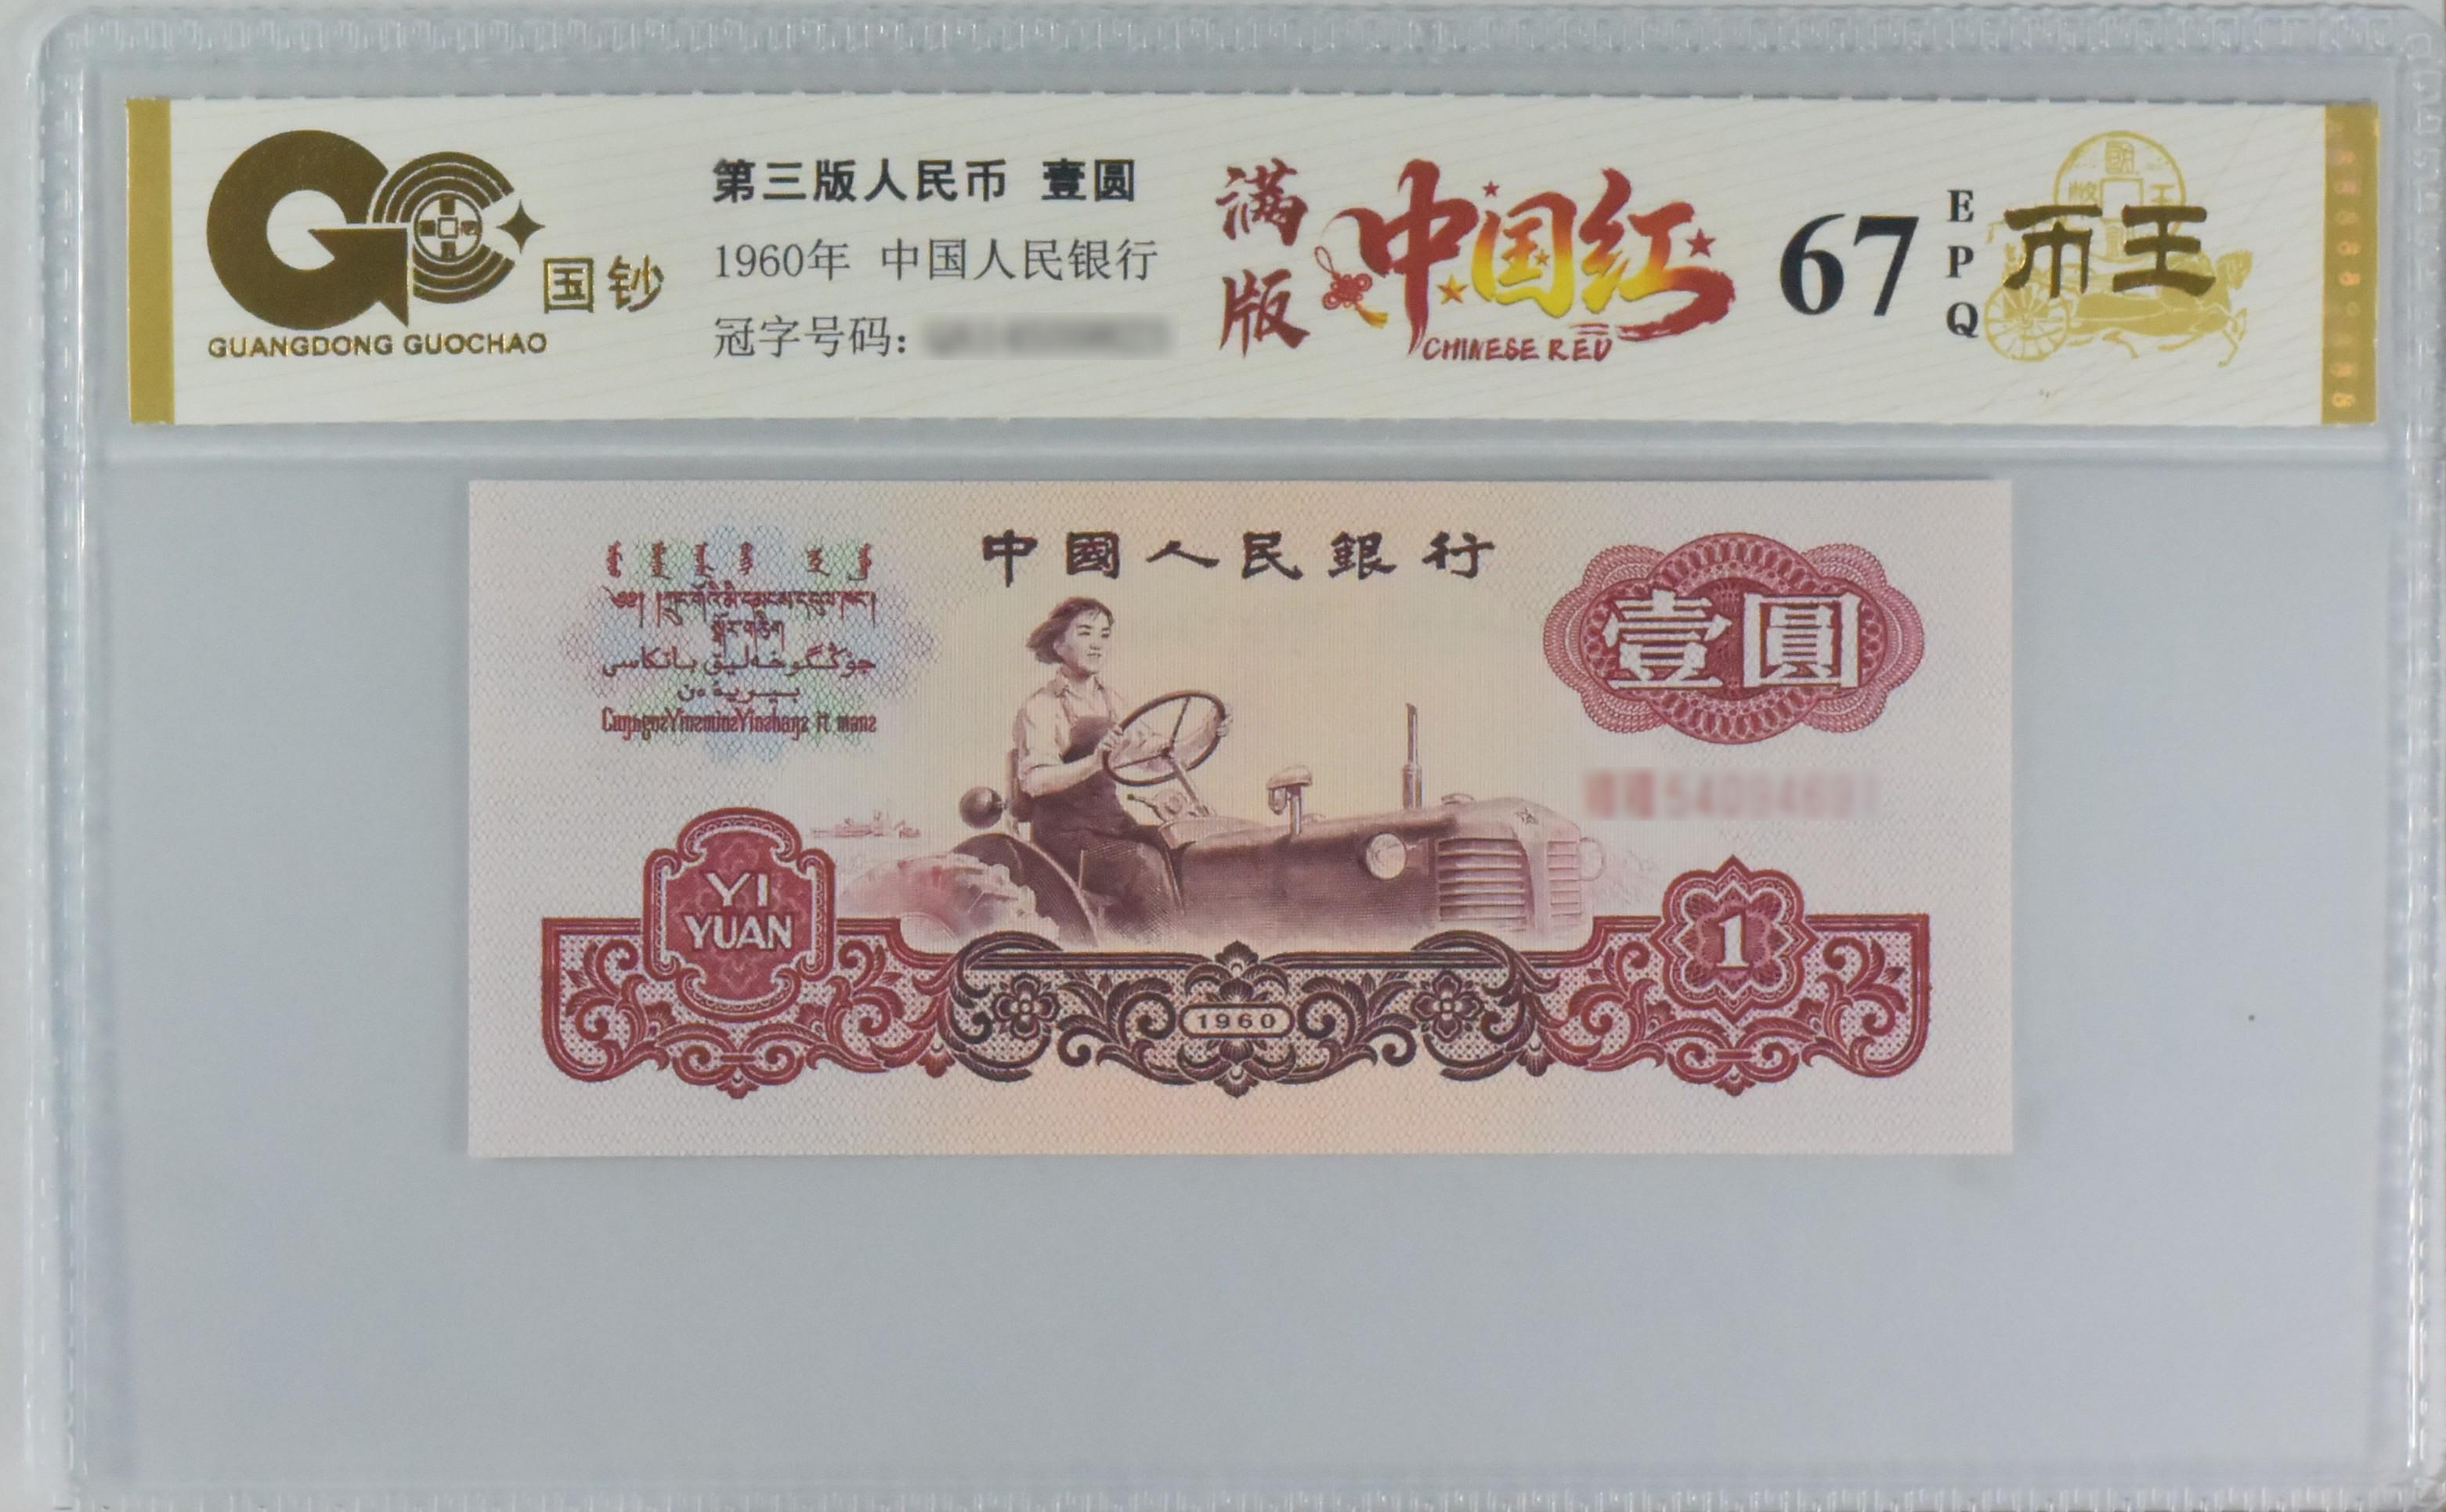 国钞
GUANGDONG GUOCHAO
第三版人民币 壹圆
1960年 中国人民银行
冠字号码:
满版
中国红
CHINESE RED
67
EPQ
币王
中國人民銀行
壹圓
YI
YUAN
1
1960